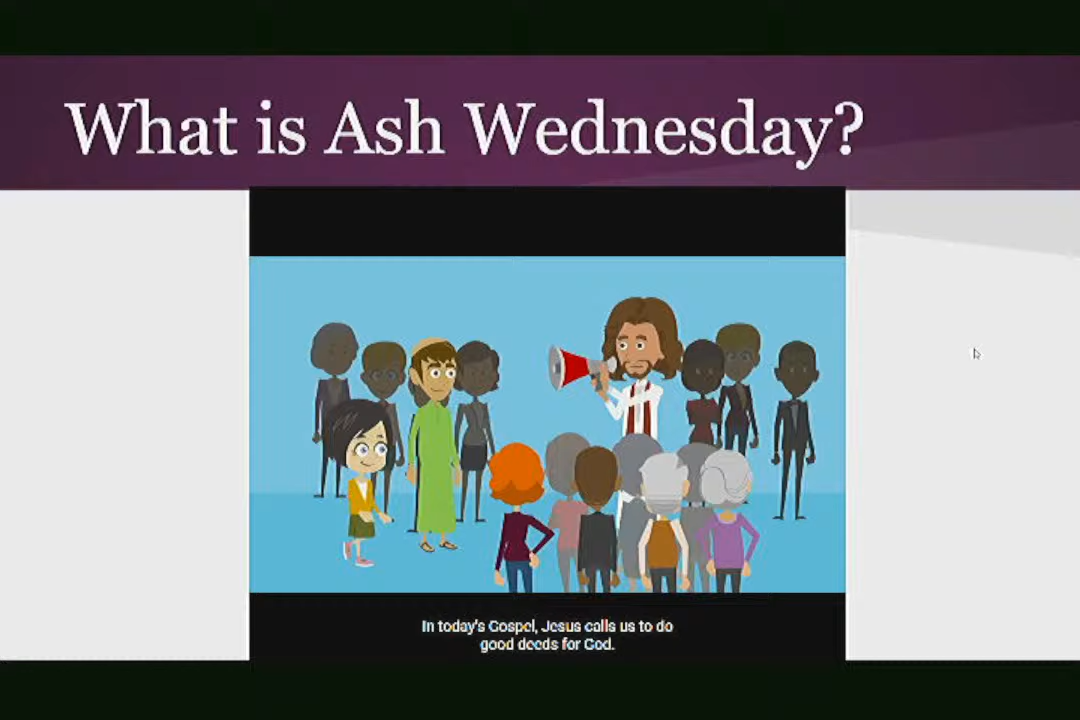 What is Ash Wednesday?
In today's Gospel, Jesus calls us to do
good deeds for God.